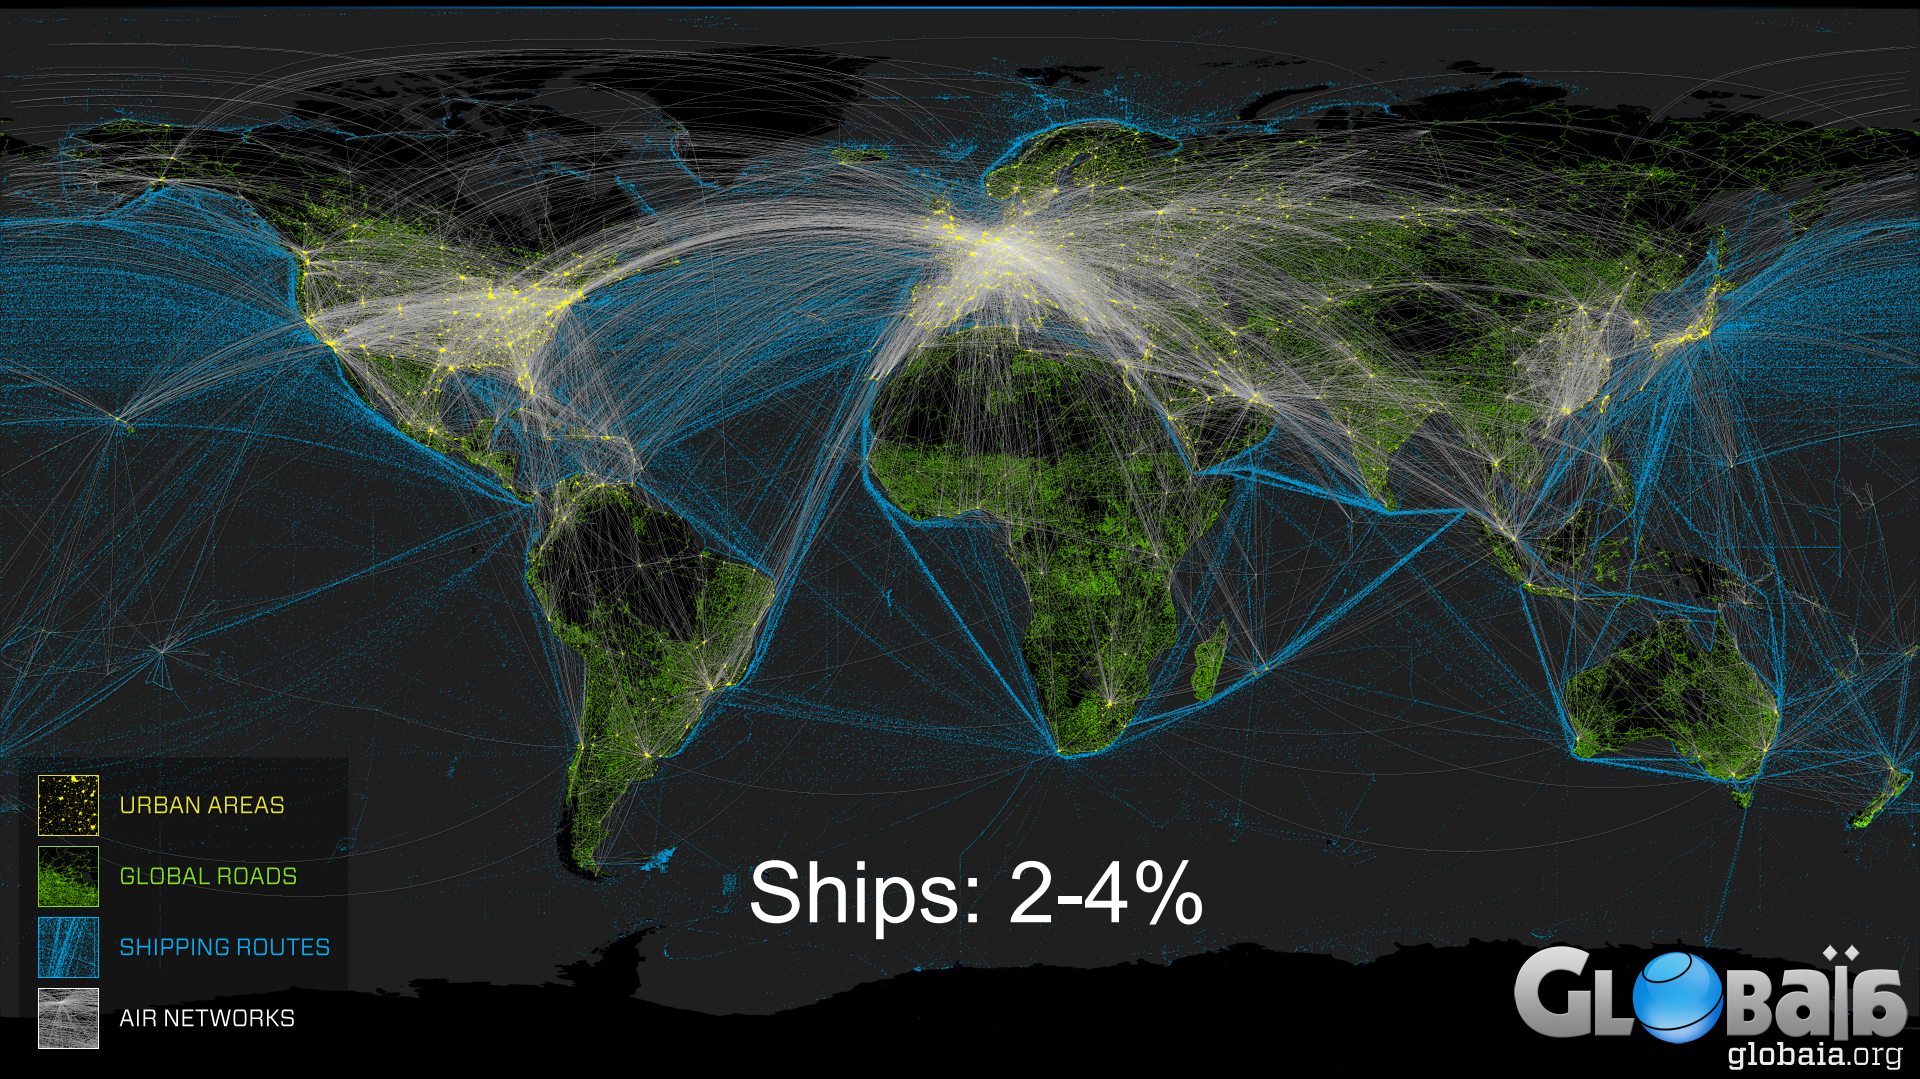 URBAN AREAS
GLOBAL ROADS
SHIPPING ROUTES
AIR NETWORKS
Ships: 2-4%
GLOBAïA
globaia.org